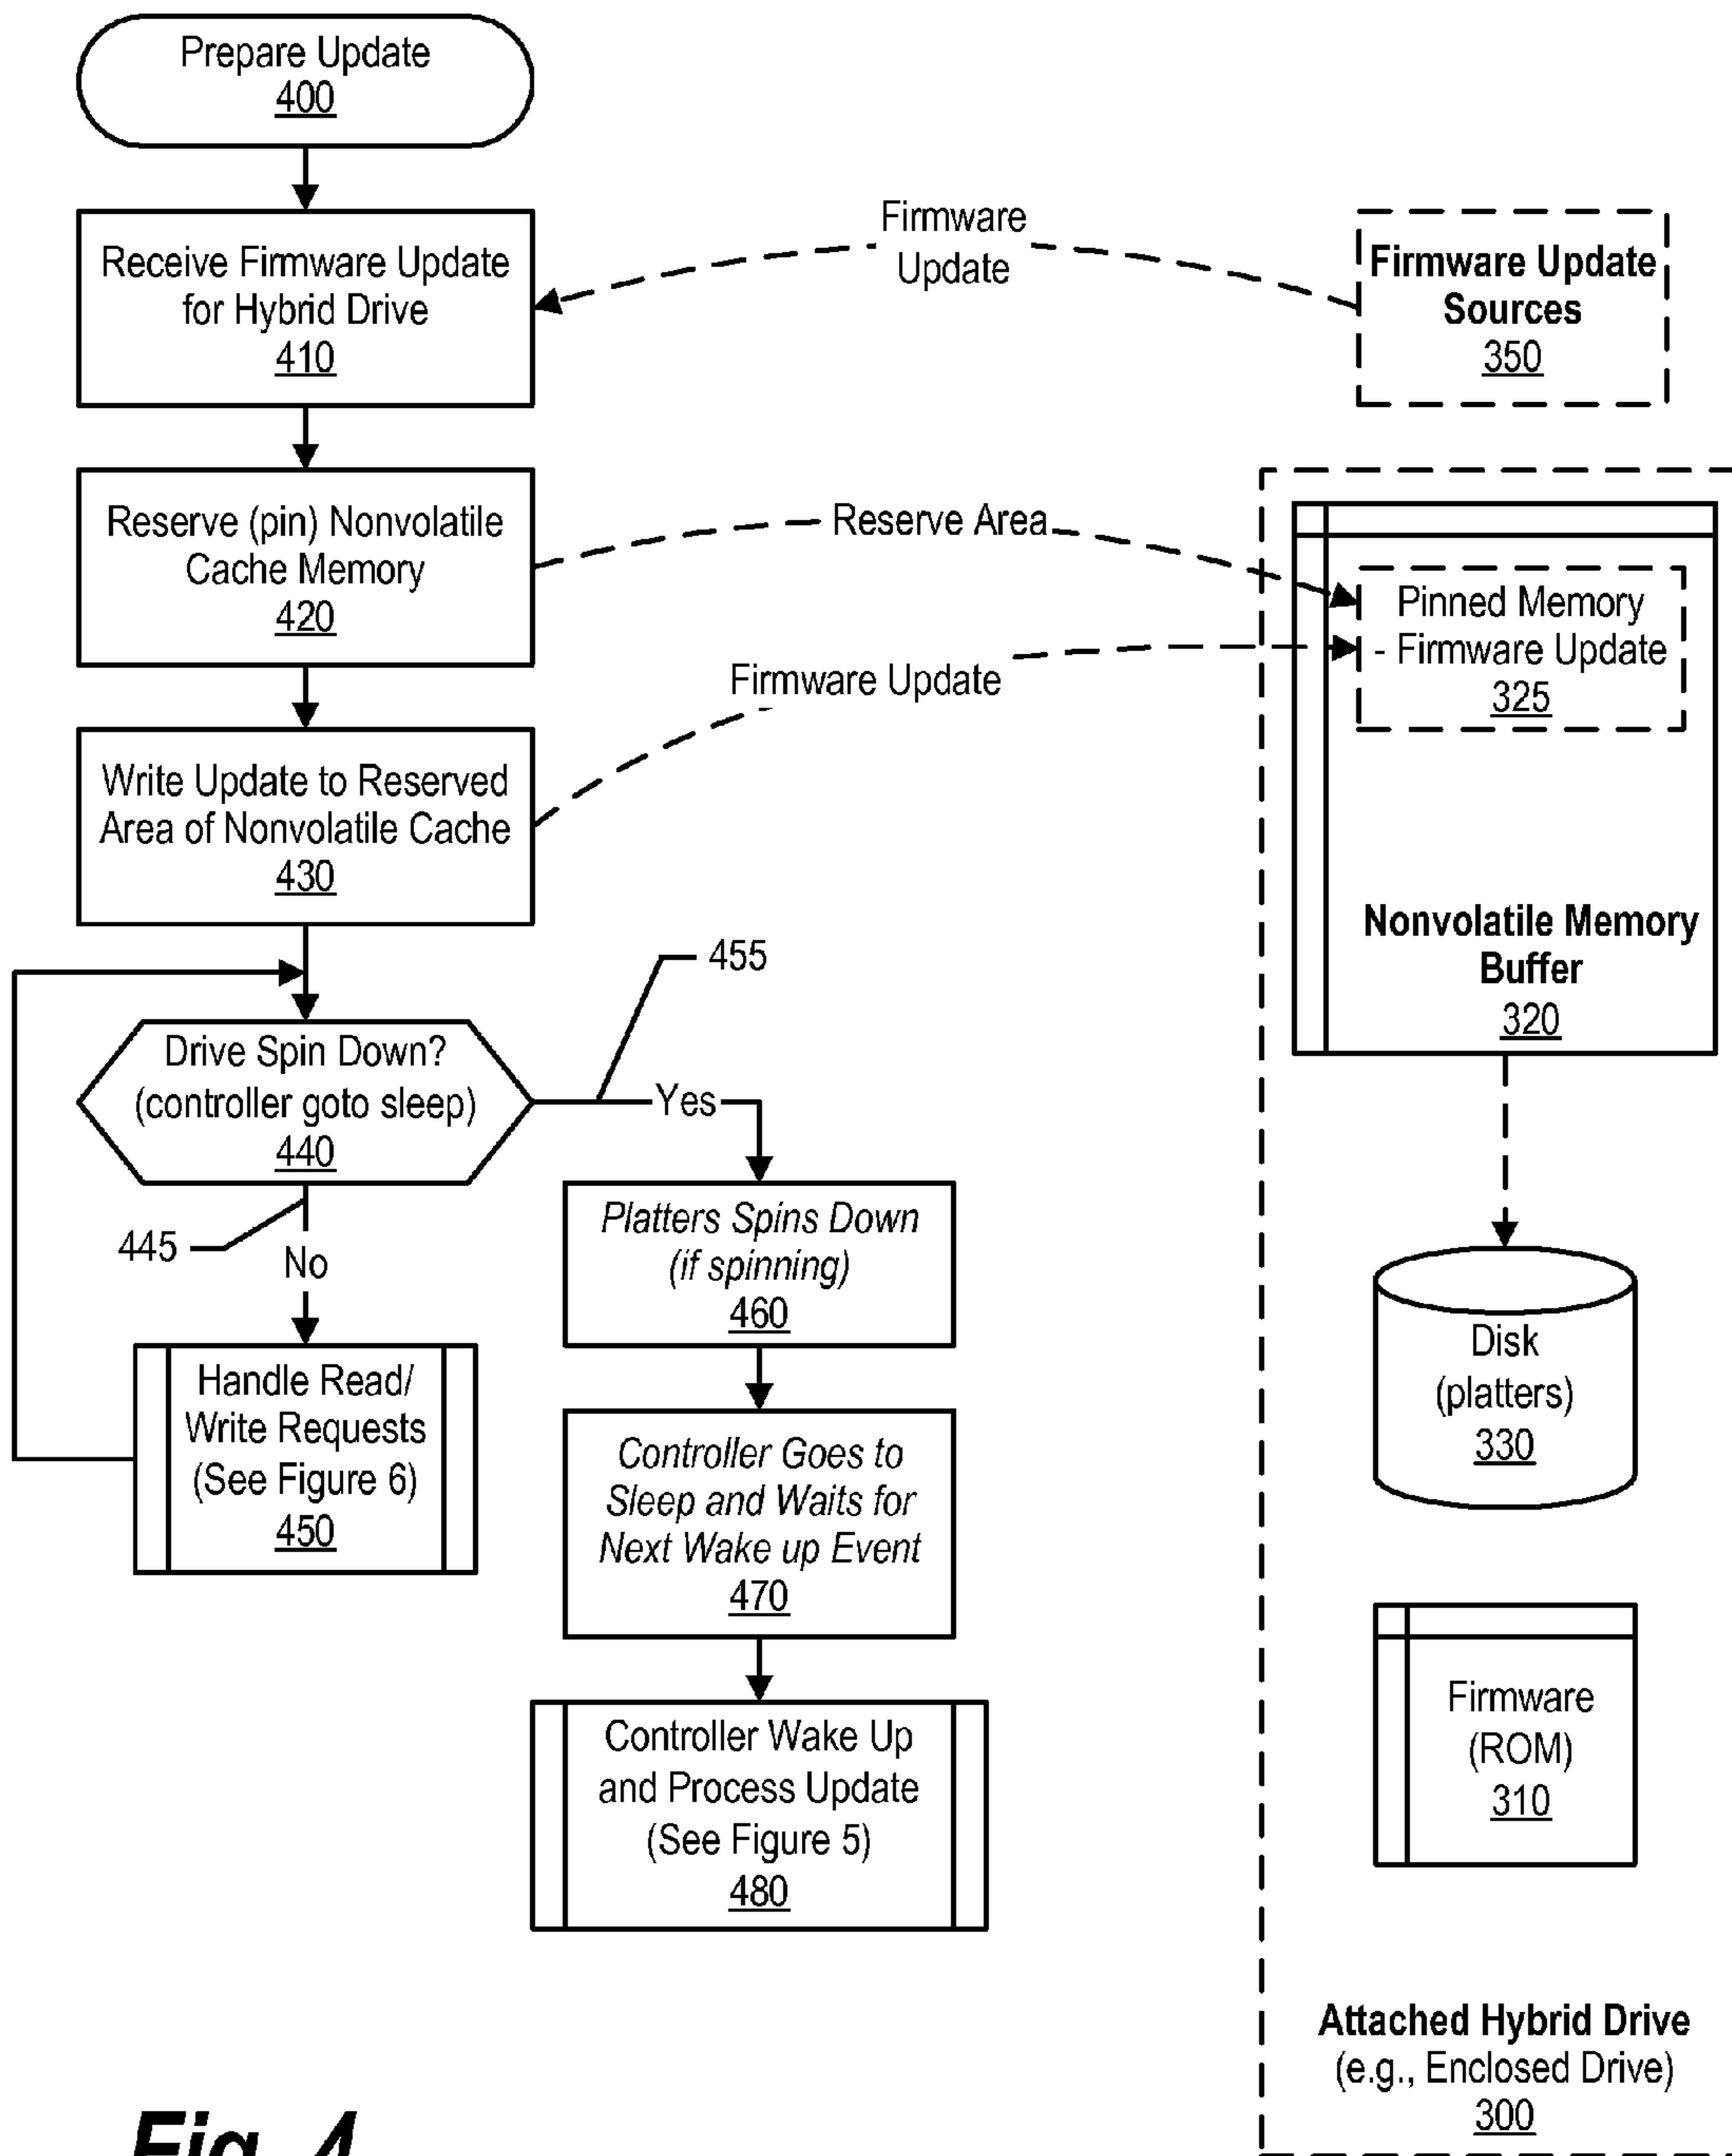 Prepare Update
400
Receive Firmware Update
for Hybrid Drive
410
Firmware
Update
Firmware Update
Sources
350
Reserve (pin) Nonvolatile
Cache Memory
420
Reserve Area
Pinned Memory
- Firmware Update
325
Firmware Update
Write Update to Reserved
Area of Nonvolatile Cache
430
Nonvolatile Memory
Buffer
320
455
Drive Spin Down?
(controller goto sleep)
440
Yes
445
No
Platters Spins Down
(if spinning)
460
Handle Read/
Write Requests
(See Figure 6)
450
Controller Goes to
Sleep and Waits for
Next Wake up Event
470
Controller Wake Up
and Process Update
(See Figure 5)
480
Disk
(platters)
330
Firmware
(ROM)
310
Attached Hybrid Drive
(e.g., Enclosed Drive)
300
Fig. 4